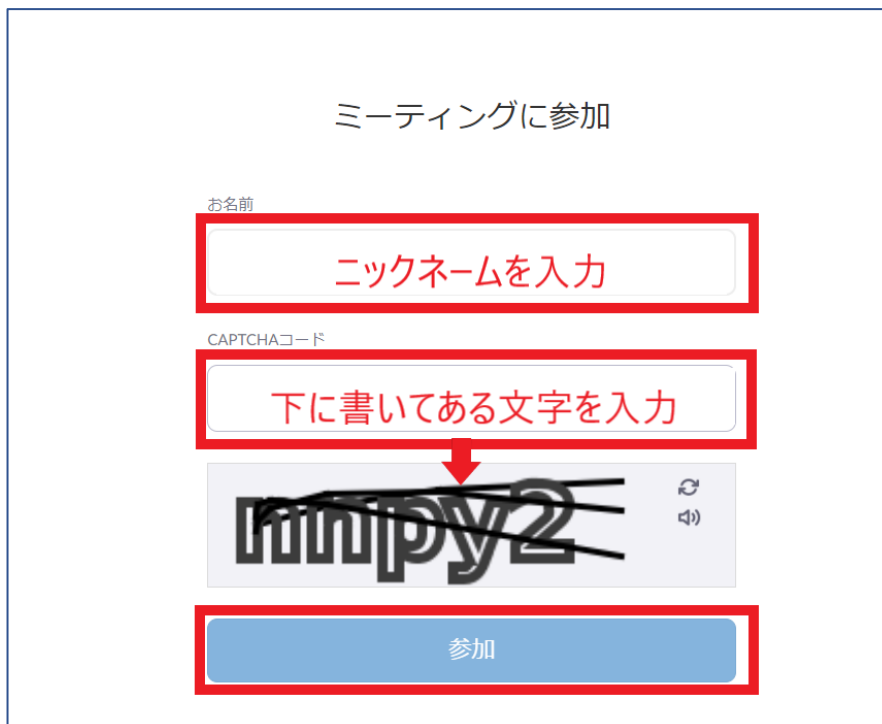 ミーティングに参加
お名前
ニックネームを入力
CAPTCHAコード
下に書いてある文字を入力
参加